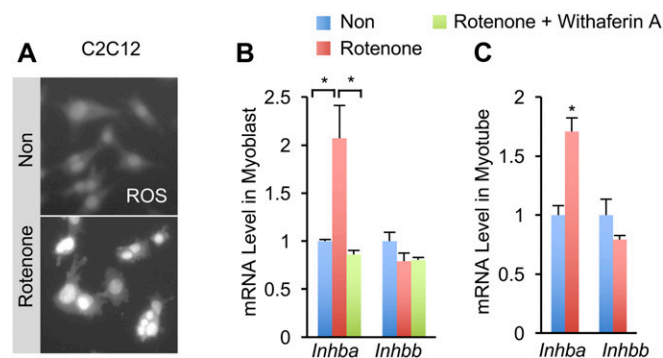 A
C2C12
Non
ROS
Rotenone
Non
Rotenone
Rotenone + Withaferin A
B
mRNA Level in Myoblast
2.5
2
1.5
1
0.5
0
* *
Inhba Inhbb
C
mRNA Level in Myotube
2
1.5
1
0.5
0
*
Inhba Inhbb